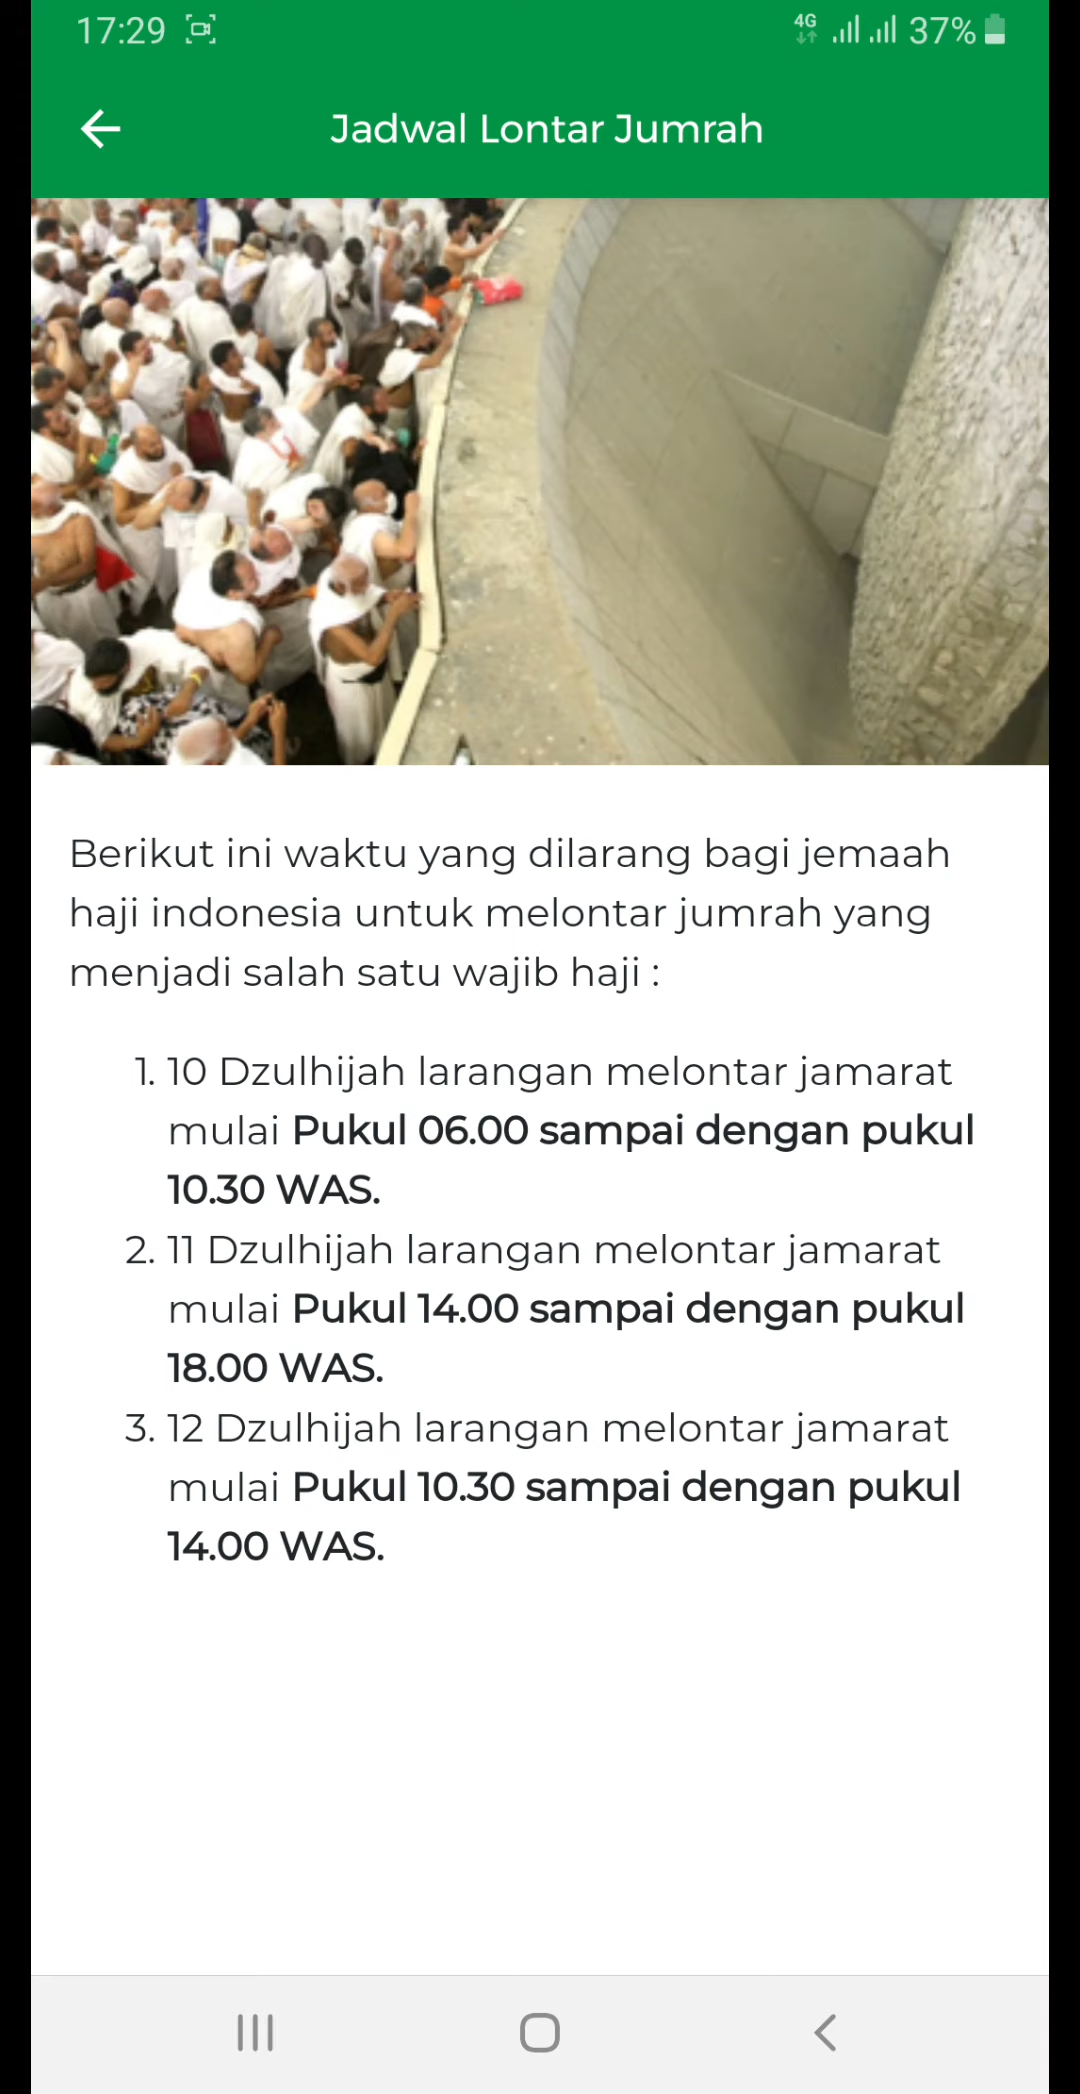 17:29 4G 37%
Jadwal Lontar Jumrah
Berikut ini waktu yang dilarang bagi jemaah
haji indonesia untuk melontar jumrah yang
menjadi salah satu wajib haji :
1. 10 Dzulhijah larangan melontar jamarat
mulai Pukul 06.00 sampai dengan pukul
10.30 WAS.
2. 11 Dzulhijah larangan melontar jamarat
mulai Pukul 14.00 sampai dengan pukul
18.00 WAS.
3. 12 Dzulhijah larangan melontar jamarat
mulai Pukul 10.30 sampai dengan pukul
14.00 WAS.